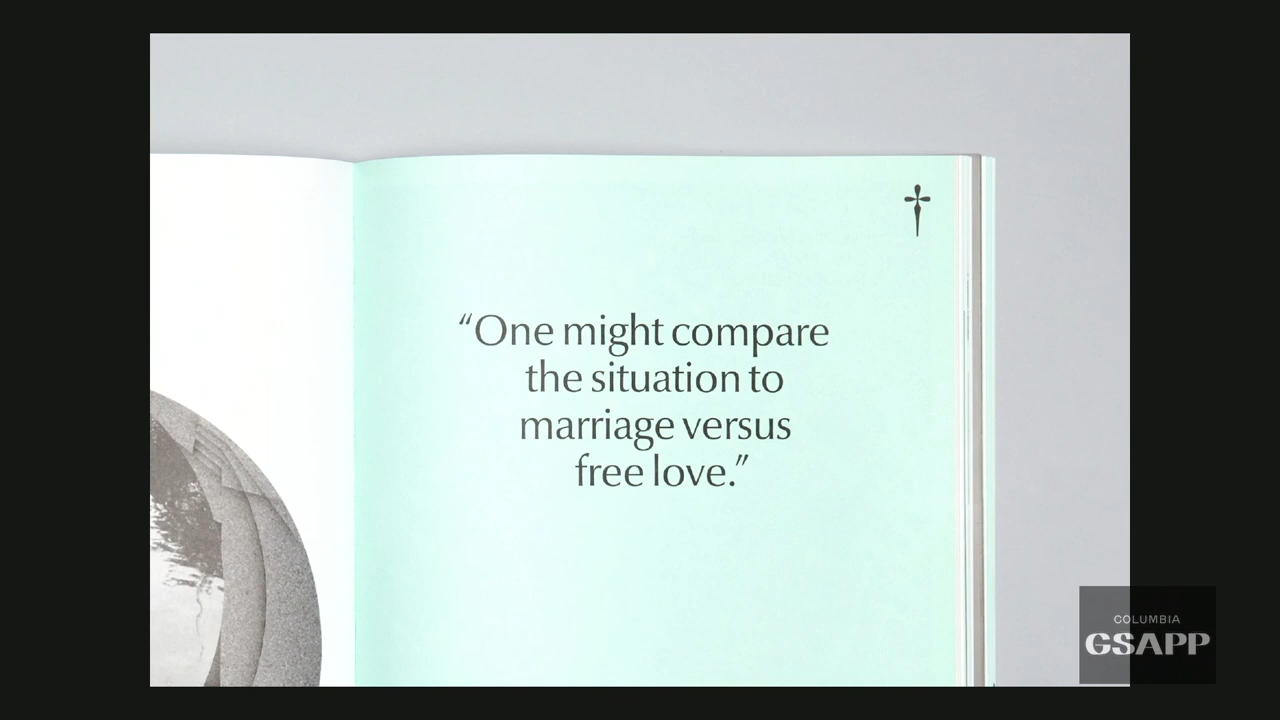 †
“One might compare
the situation to
marriage versus
free love.”
COLUMBIA
GSAPP